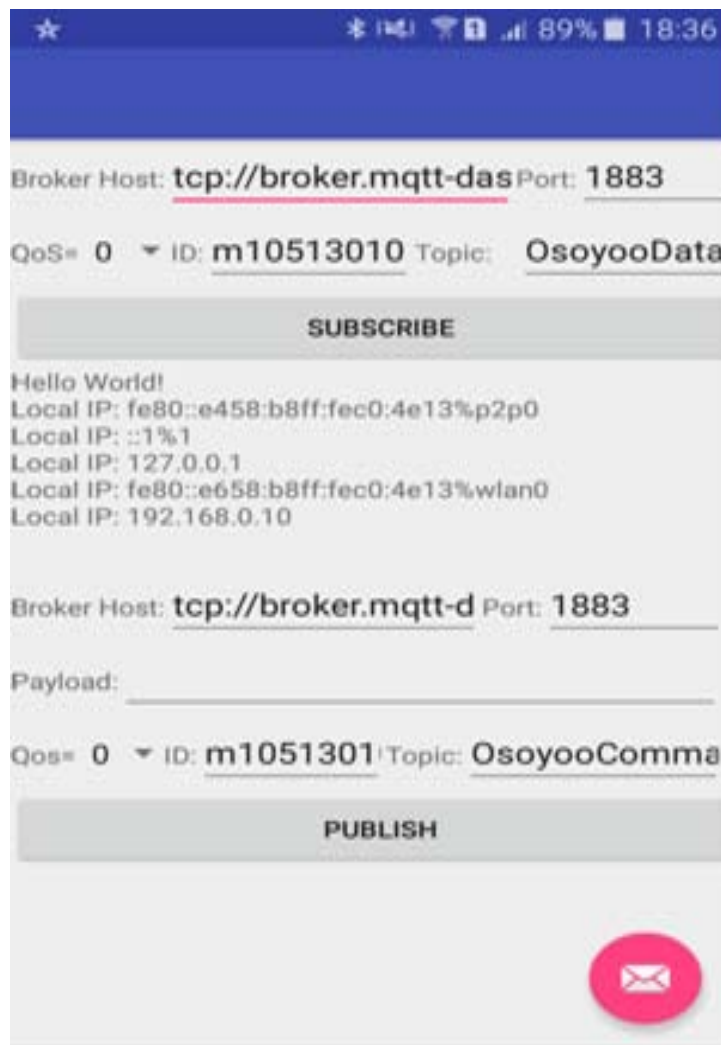 89% 18:36
Broker Host: tcp://broker.mqtt-das Port: 1883
QoS= 0 ID: m10513010 Topic: OsoyooData
SUBSCRIBE
Hello World!
Local IP: fe80::e458:b8ff:fec0:4e13%p2p0
Local IP: ::1%1
Local IP: 127.0.0.1
Local IP: fe80::e658:b8ff:fec0:4e13%wlan0
Local IP: 192.168.0.10
Broker Host: tcp://broker.mqtt-d Port: 1883
Payload:
Qos= 0 ID: m1051301 Topic: OsoyooComma
PUBLISH